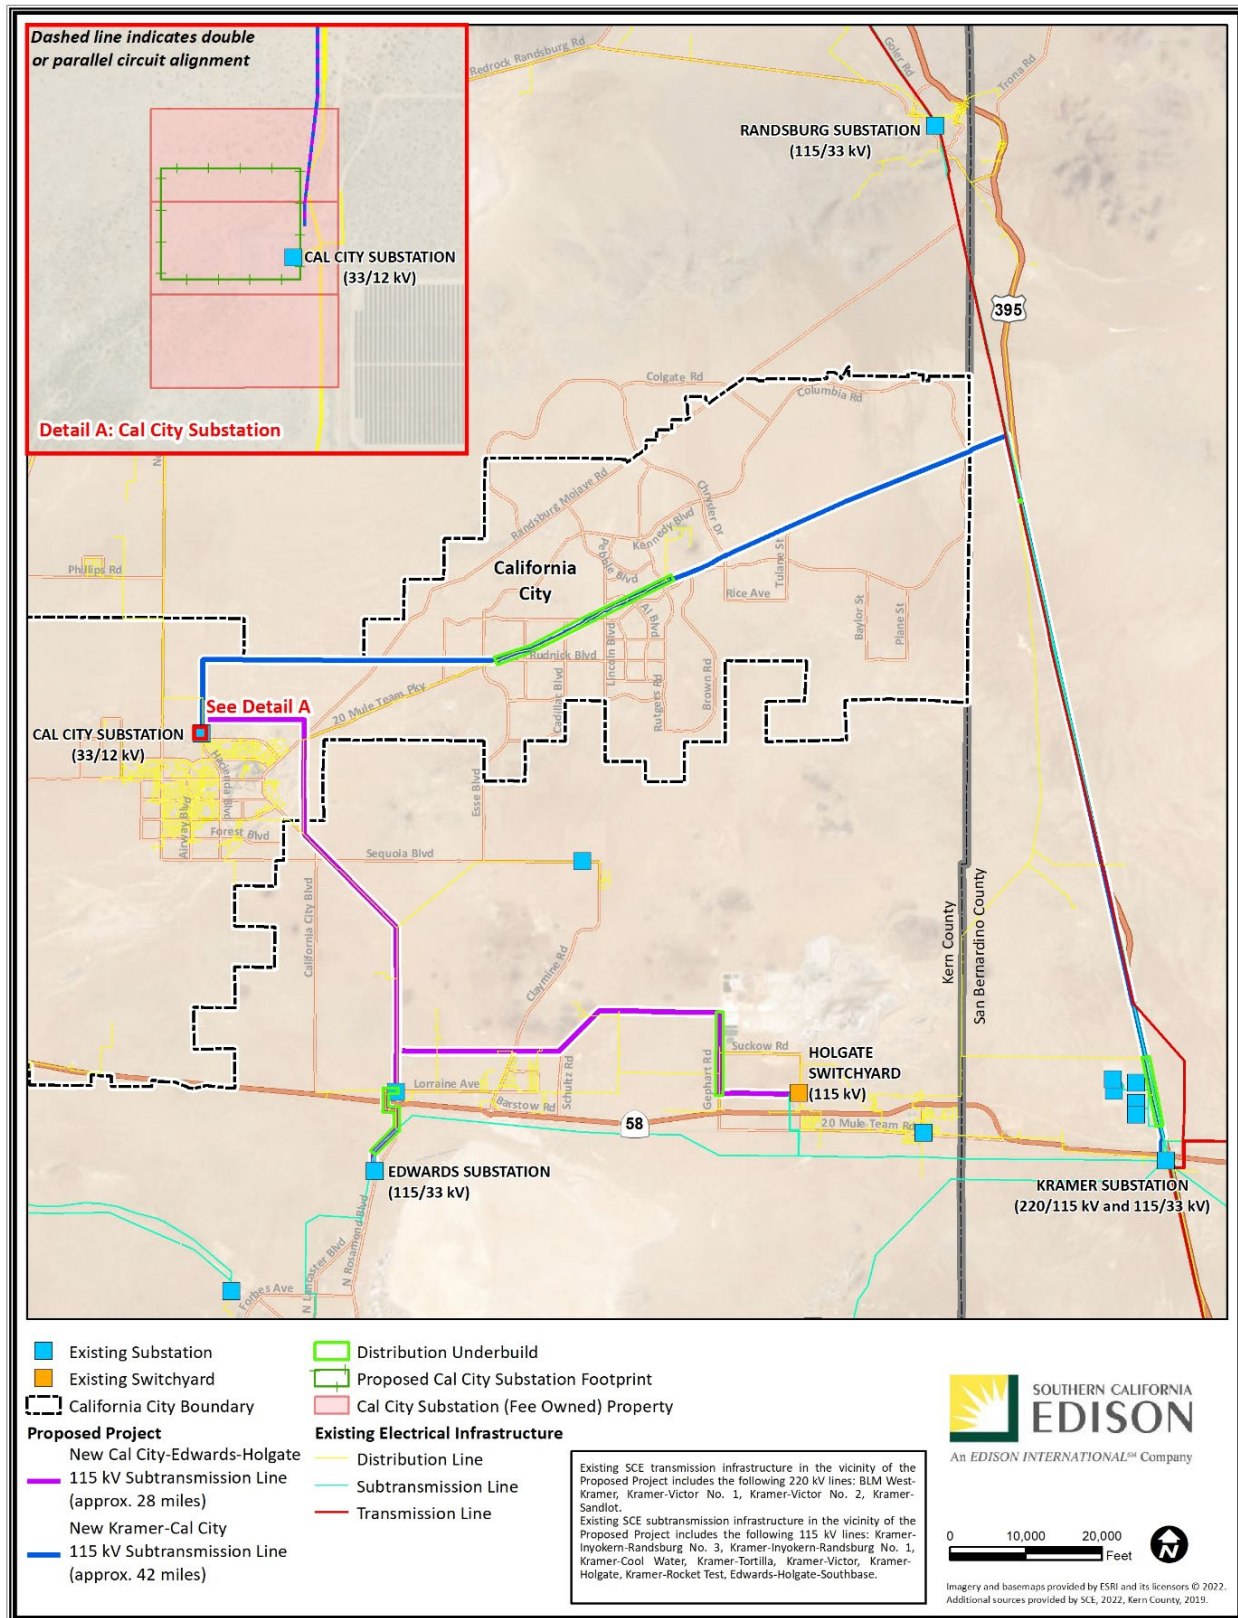 Dashed line indicates double
or parallel circuit alignment
CAL CITY SUBSTATION
(33/12 kV)
Detail A: Cal City Substation
Redrock Randsburg Rd
Goler Rd
Trona Rd
RANDSBURG SUBSTATION
(115/33 kV)
395
Colgate Rd
Columbia Rd
Randsburg Mojave Rd
Chrysler Dr
Kennedy Blvd
Pebble Blvd
Tulane St
California
City
Phillips Rd
Rice Ave
Al Blvd
Baylor St
Plane St
Rudnick Blvd
Lincoln Blvd
Cadillac Blvd
Rutgers Rd
Brown Rd
20 Mule Team Pky
See Detail A
CAL CITY SUBSTATION
(33/12 kV)
Hacienda Blvd
Airway Blvd
Forest Blvd
Esse Blvd
Sequoia Blvd
California City Blvd
Claymine Rd
Kern County
San Bernardino County
Suckow Rd
HOLGATE
SWITCHYARD
(115 kV)
Gephart Rd
Schultz Rd
Lorraine Ave
Barstow Rd
58
20 Mule Team Rd
EDWARDS SUBSTATION
(115/33 kV)
KRAMER SUBSTATION
(220/115 kV and 115/33 kV)
N Rosamond Blvd
N Lancaster Blvd
Forbes Ave
Existing Substation
Existing Switchyard
California City Boundary
Proposed Project
New Cal City-Edwards-Holgate
115 kV Subtransmission Line
(approx. 28 miles)
New Kramer-Cal City
115 kV Subtransmission Line
(approx. 42 miles)
Distribution Underbuild
Proposed Cal City Substation Footprint
Cal City Substation (Fee Owned) Property
Existing Electrical Infrastructure
Distribution Line
Subtransmission Line
Transmission Line
Existing SCE transmission infrastructure in the vicinity of the
Proposed Project includes the following 220 kV lines: BLM West-
Kramer, Kramer-Victor No. 1, Kramer-Victor No. 2, Kramer-
Sandlot.
Existing SCE subtransmission infrastructure in the vicinity of the
Proposed Project includes the following 115 kV lines: Kramer-
Inyokern-Randsburg No. 3, Kramer-Inyokern-Randsburg No. 1,
Kramer-Cool Water, Kramer-Tortilla, Kramer-Victor, Kramer-
Holgate, Kramer-Rocket Test, Edwards-Holgate-Southbase.
SOUTHERN CALIFORNIA
EDISON
An EDISON INTERNATIONAL℠ Company
0 10,000 20,000
Feet
N
Imagery and basemaps provided by ESRI and its licensors © 2022.
Additional sources provided by SCE, 2022, Kern County, 2019.